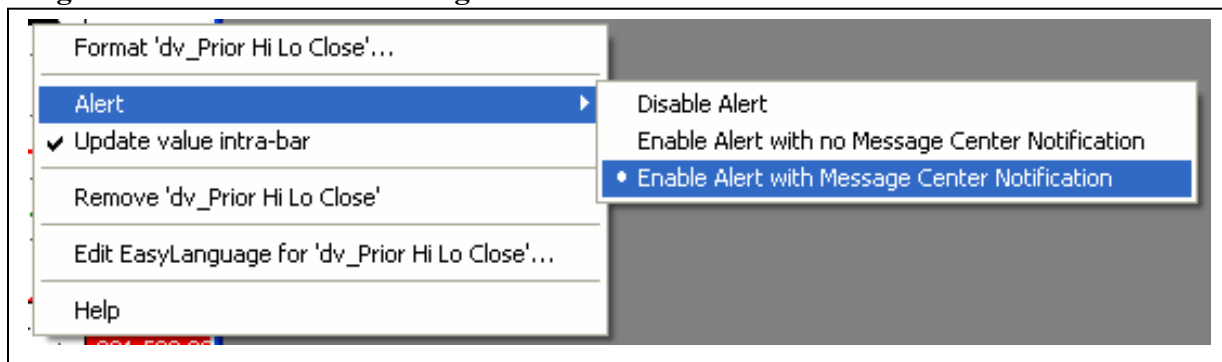 Format 'dv_Prior Hi Lo Close'...
Alert
Update value intra-bar
Remove 'dv_Prior Hi Lo Close'
Edit EasyLanguage for 'dv_Prior Hi Lo Close'...
Help
Disable Alert
Enable Alert with no Message Center Notification
Enable Alert with Message Center Notification